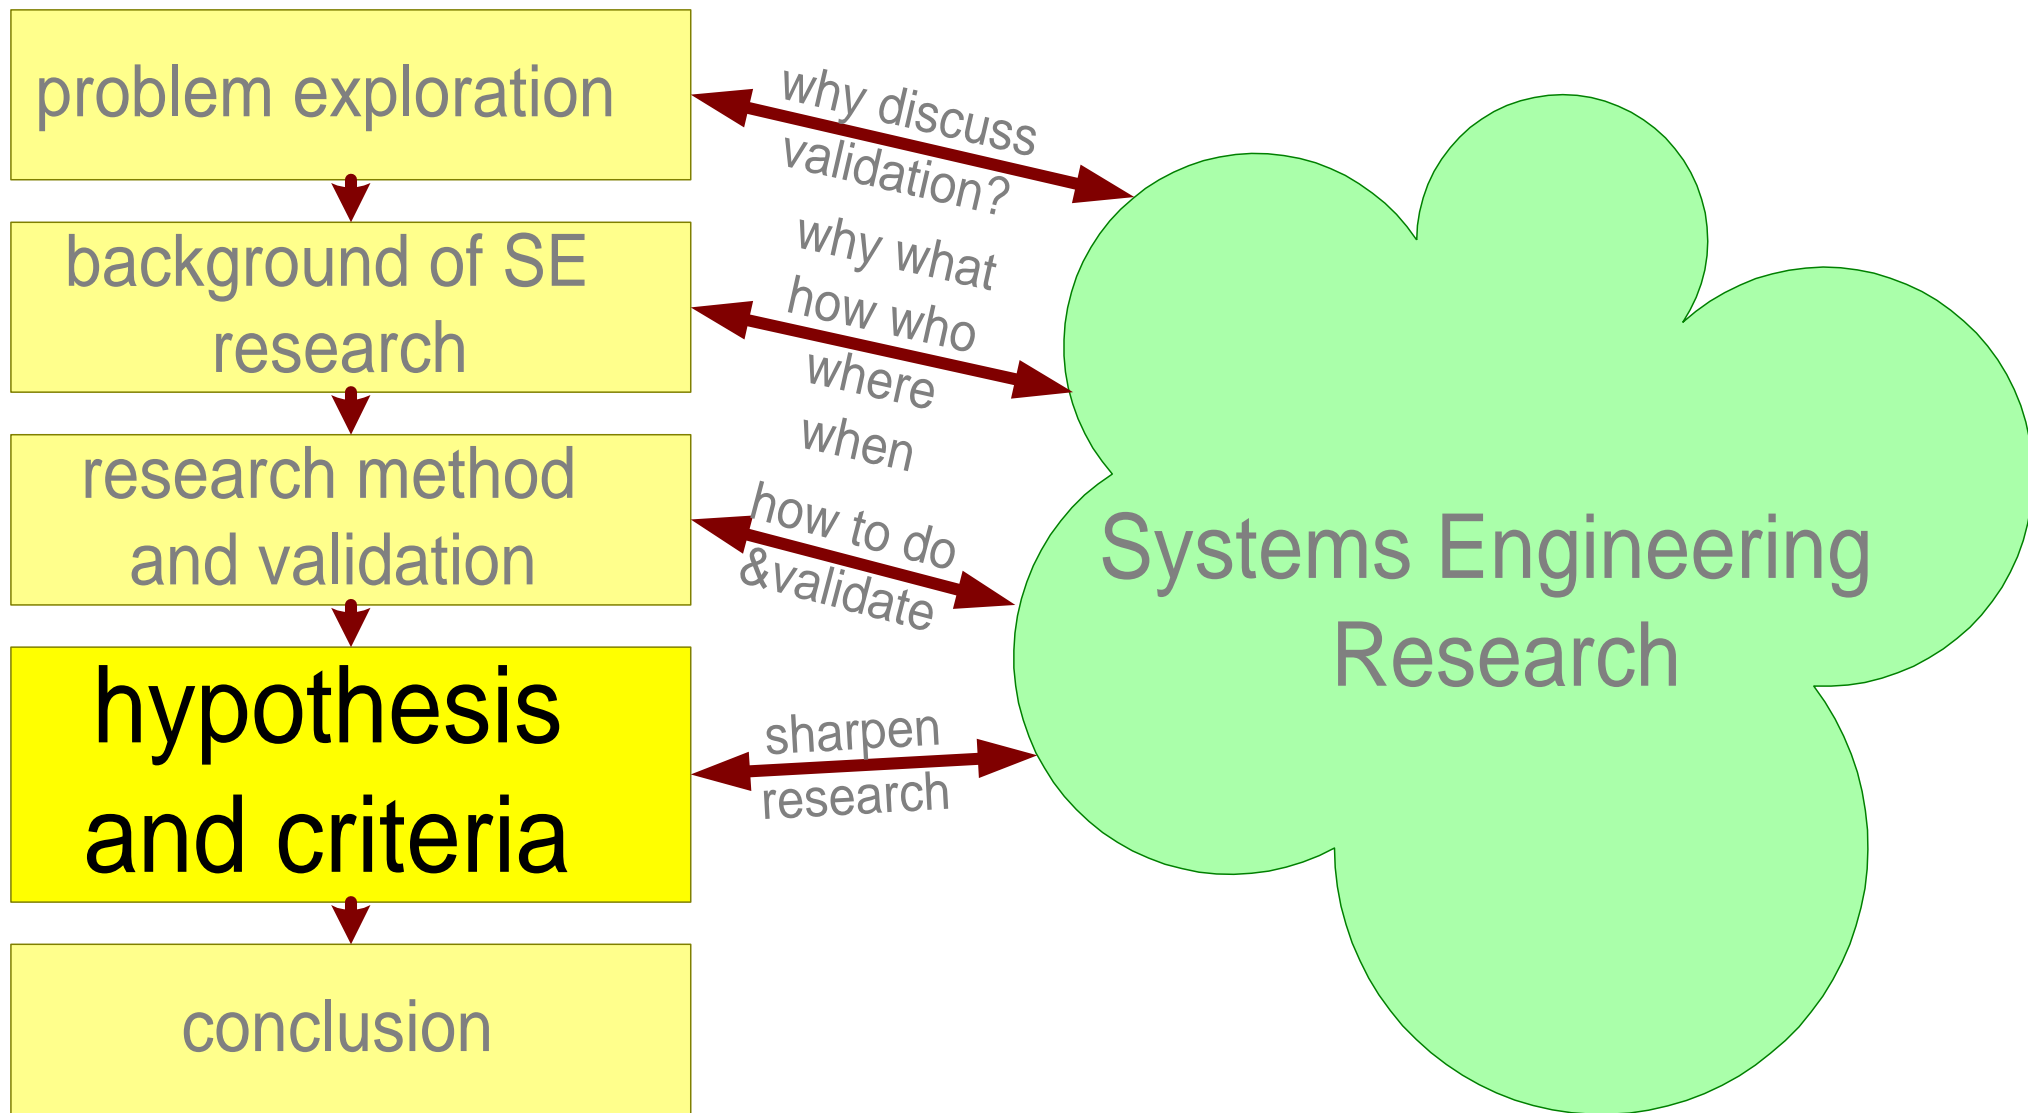 problem exploration
why discuss
validation?
background of SE
research
why what
how who
where
when
research method
and validation
how to do
&validate
hypothesis
and criteria
sharpen
research
conclusion
Systems Engineering
Research